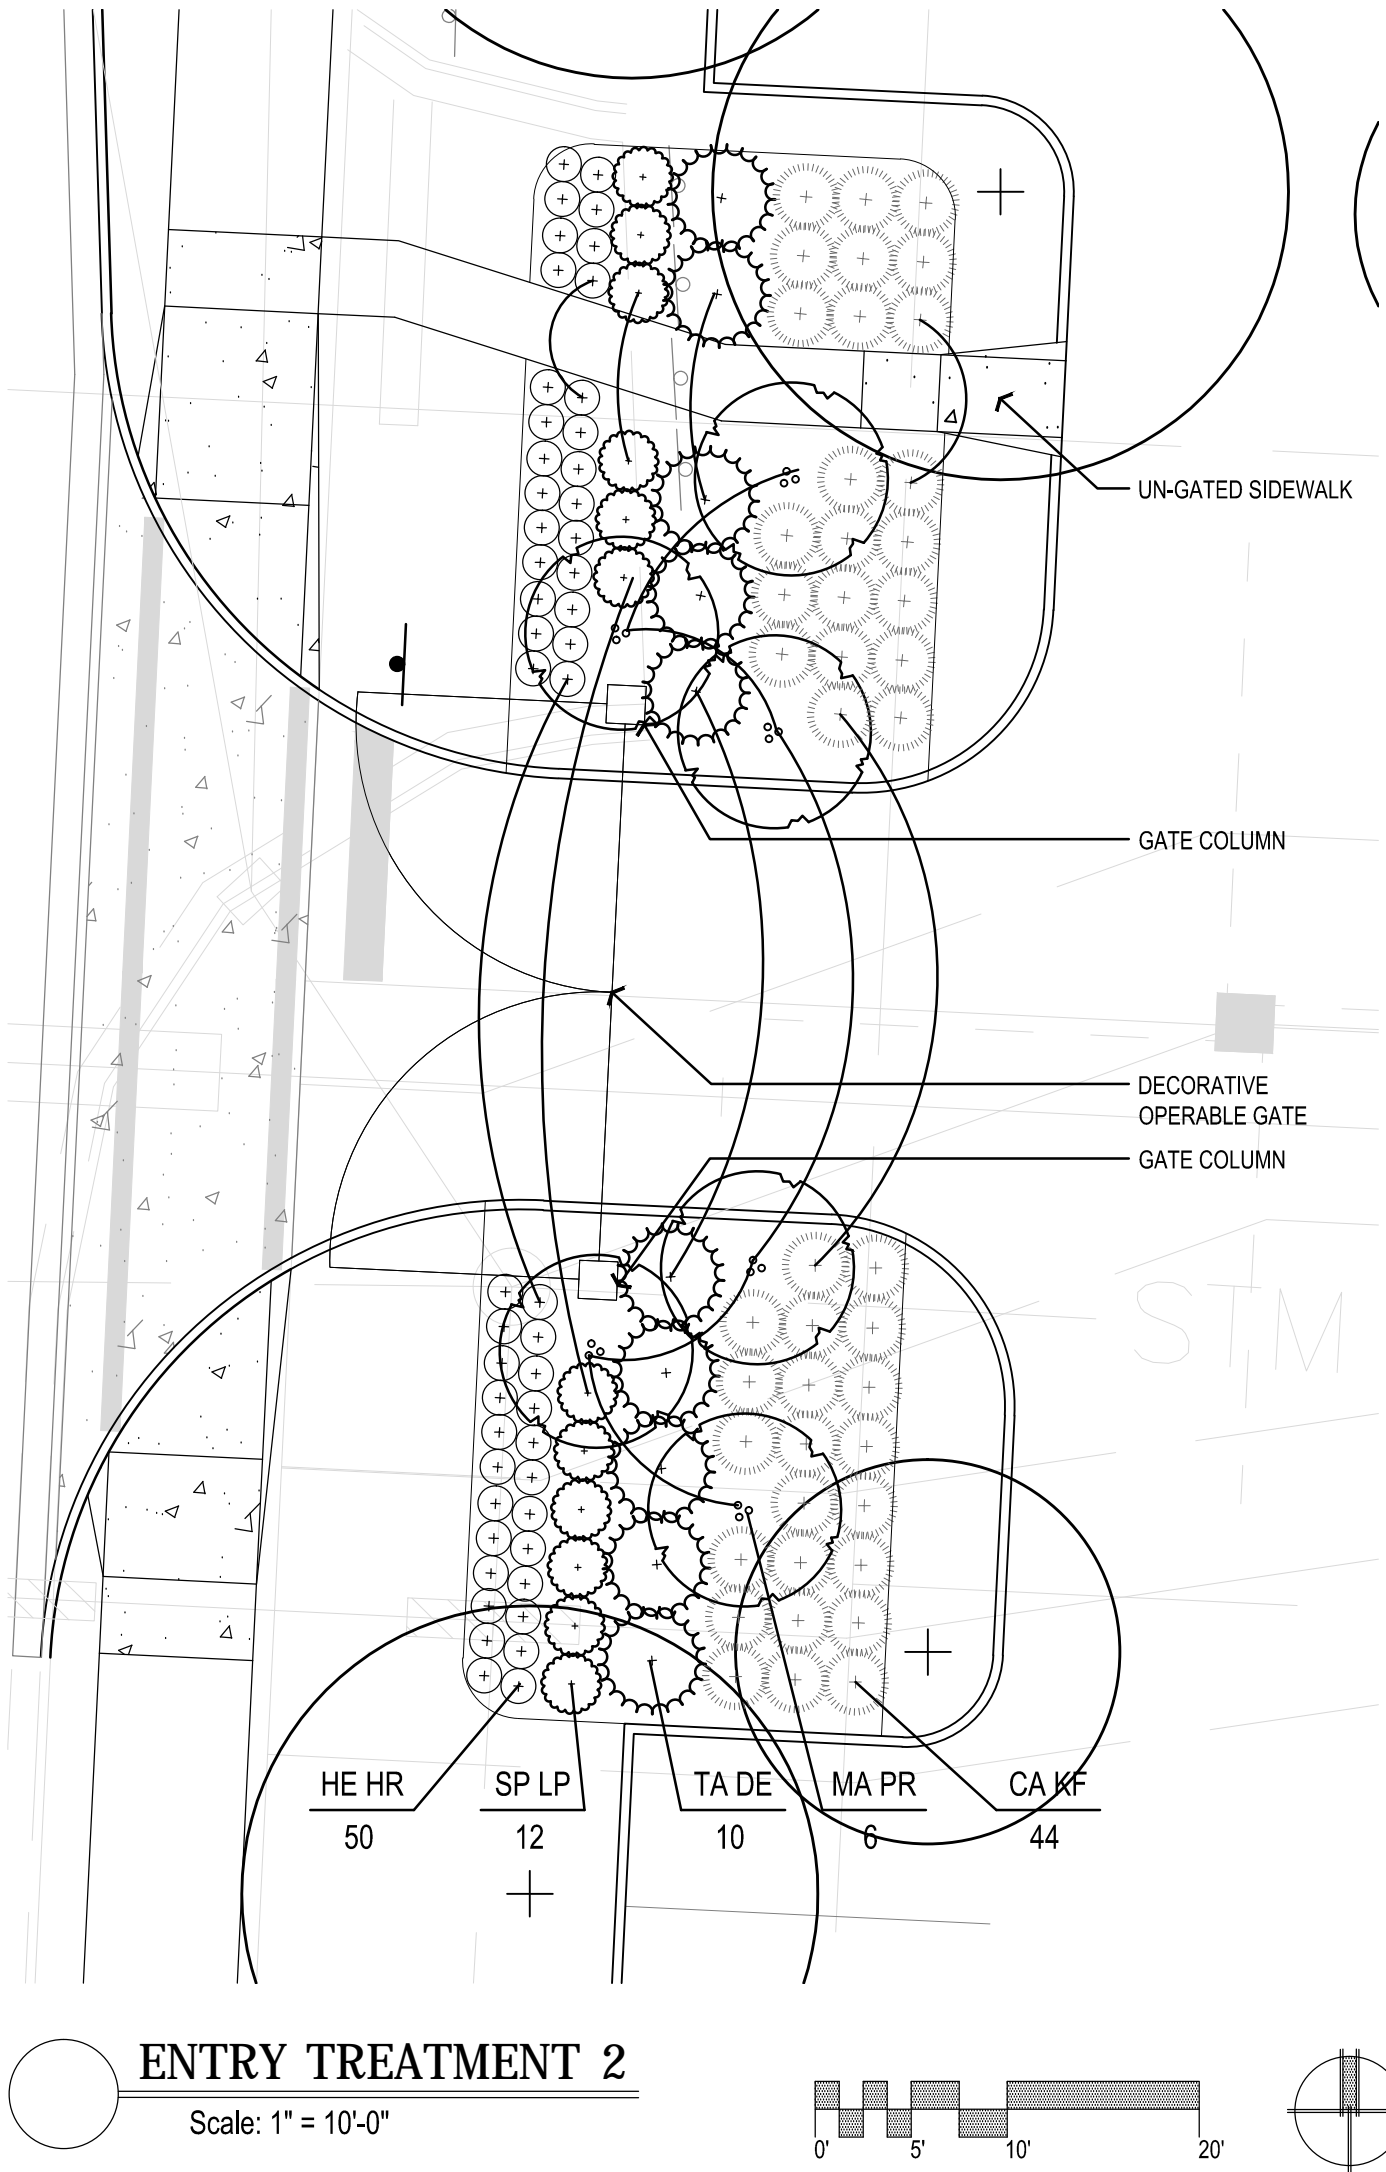 UN-GATED SIDEWALK
GATE COLUMN
DECORATIVE
OPERABLE GATE
GATE COLUMN
STM
HE HR
50
SP LP
12
TA DE
10
MA PR
6
CA KF
44
ENTRY TREATMENT 2
Scale: 1" = 10'-0"
0' 5' 10' 20'